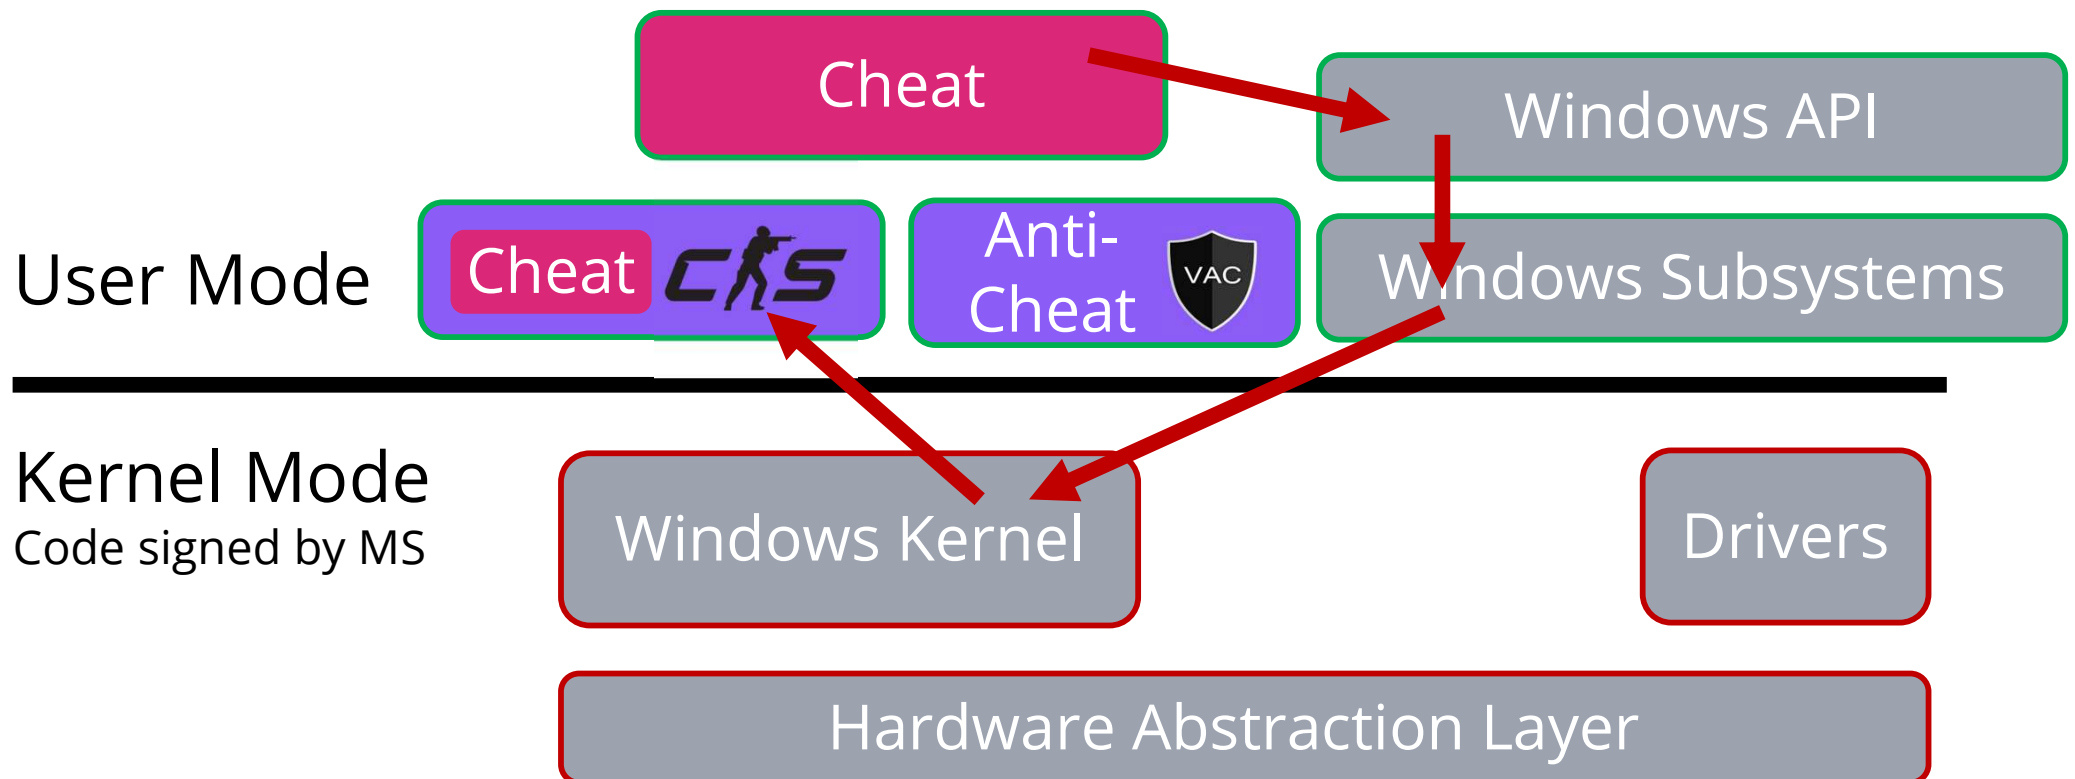 Cheat
Windows API
User Mode
Cheat
CS
Anti-
Cheat
VAC
Windows Subsystems
Kernel Mode
Code signed by MS
Windows Kernel
Drivers
Hardware Abstraction Layer